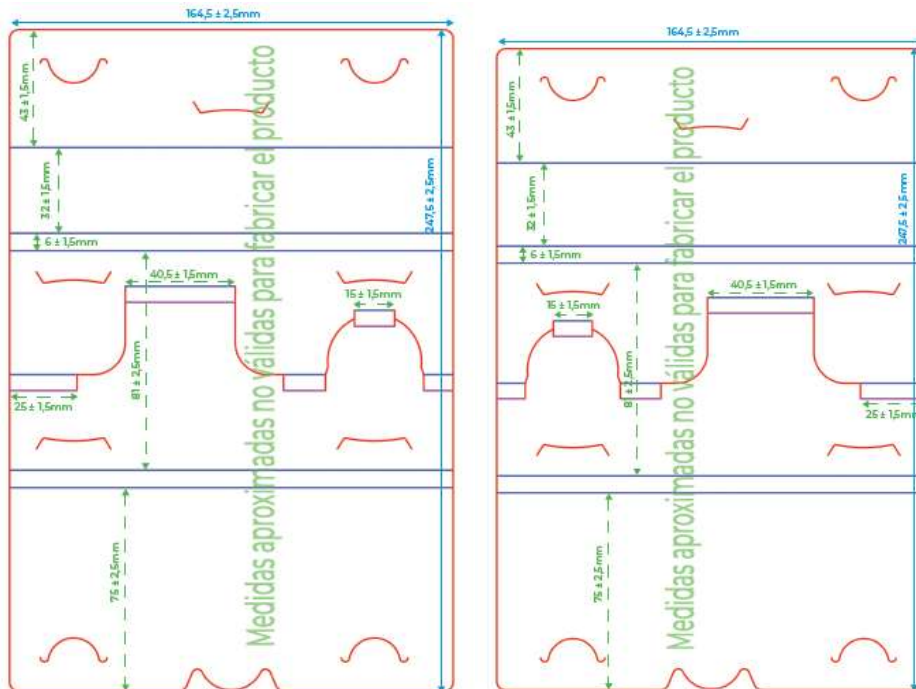 164,5 ± 2,5mm
43 ± 1,5mm
32 ± 1,5mm
6 ± 1,5mm
247,5 ± 2,5mm
40,5 ± 1,5mm
15 ± 1,5mm
81 ± 2,5mm
25 ± 1,5mm
75 ± 2,5mm
Medidas aproximadas no válidas para fabricar el producto
164,5 ± 2,5mm
43 ± 1,5mm
32 ± 1,5mm
6 ± 1,5mm
247,5 ± 2,5mm
40,5 ± 1,5mm
15 ± 1,5mm
81 ± 2,5mm
25 ± 1,5mm
75 ± 2,5mm
Medidas aproximadas no válidas para fabricar el producto